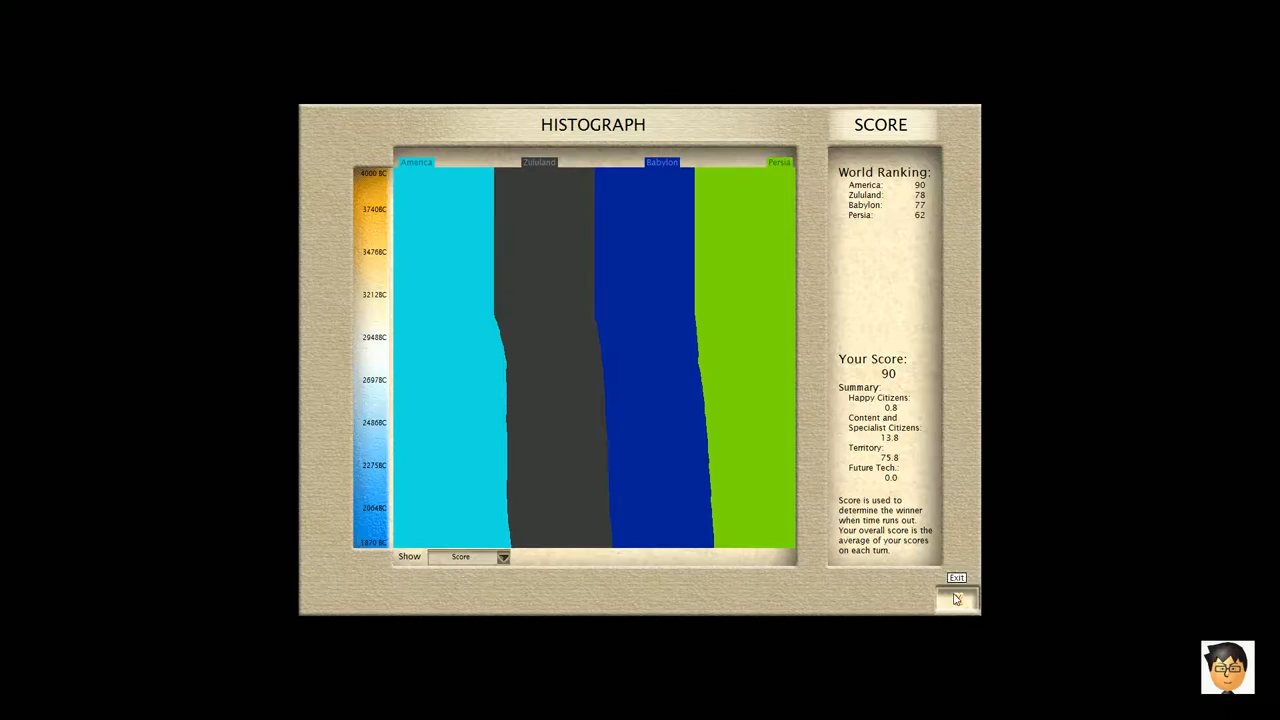 HISTOGRAPH
America
Zululand
Babylon
Persia
4000 BC
3740BC
3476BC
3212BC
2948BC
2697BC
2486BC
2275BC
2064BC
1870 BC
Show
Score
SCORE
World Ranking:
America: 90
Zululand: 78
Babylon: 77
Persia: 62
Your Score:
90
Summary:
Happy Citizens:
0.8
Content and
Specialist Citizens:
13.8
Territory:
75.8
Future Tech.:
0.0
Score is used to
determine the winner
when time runs out.
Your overall score is the
average of your scores
on each turn.
Exit